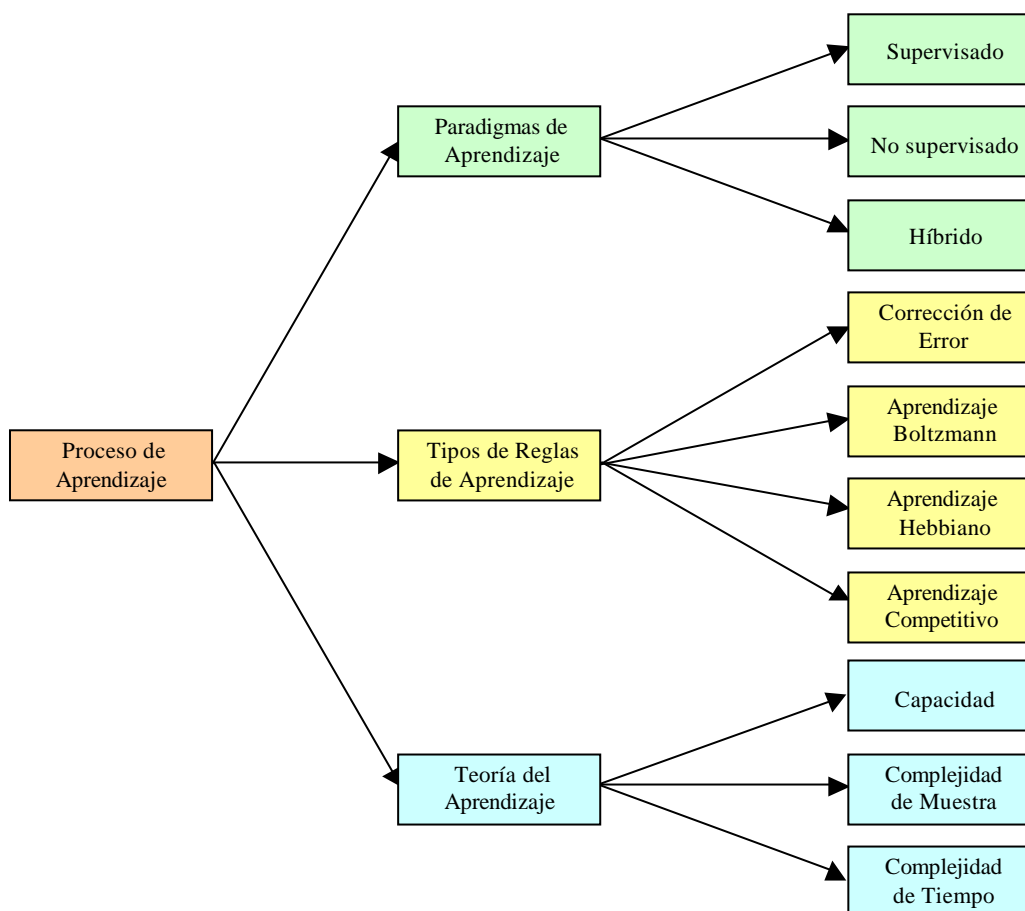 Proceso de
Aprendizaje
Paradigmas de
Aprendizaje
Supervisado
No supervisado
Híbrido
Tipos de Reglas
de Aprendizaje
Corrección de
Error
Aprendizaje
Boltzmann
Aprendizaje
Hebbiano
Aprendizaje
Competitivo
Teoría del
Aprendizaje
Capacidad
Complejidad
de Muestra
Complejidad
de Tiempo